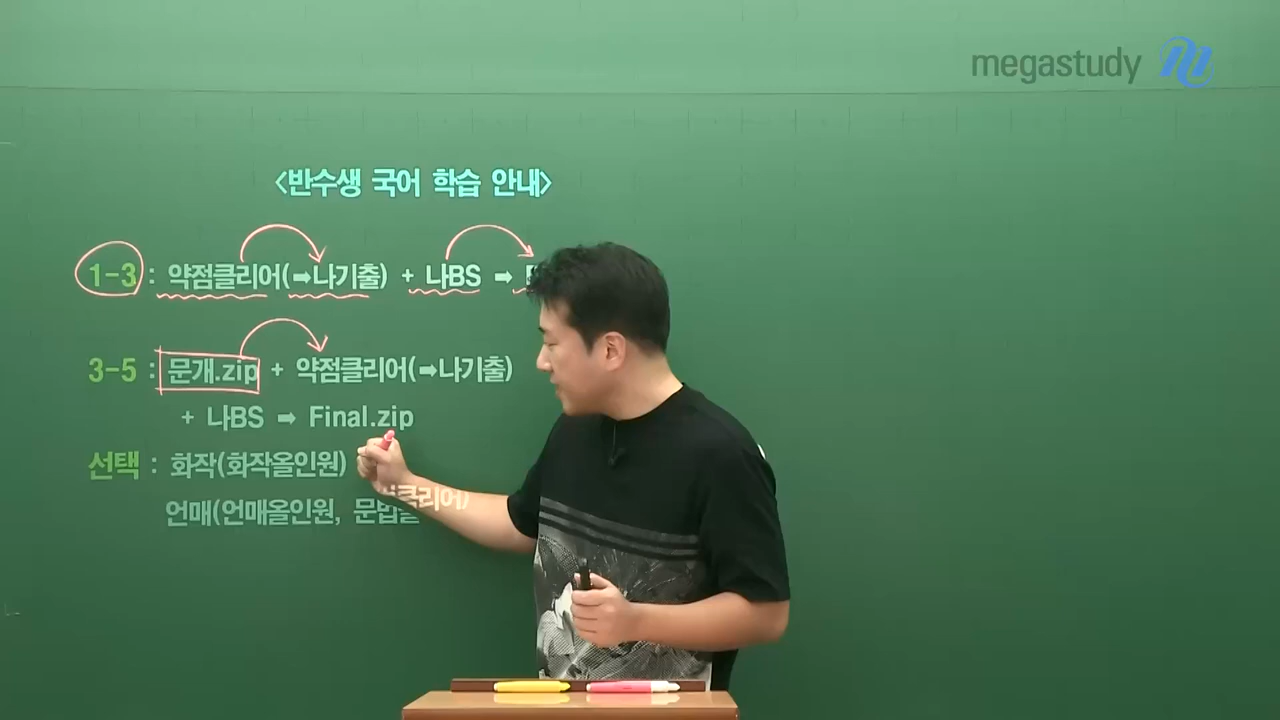 megastudy
<반수생 국어 학습 안내>
1-3 : 약점클리어(➡나기출) + 나BS ➡
3-5 : 문개.zip + 약점클리어(➡나기출)
+ 나BS ➡ Final.zip
선택 : 화작(화작올인원)
언매(언매올인원, 문법클리어)